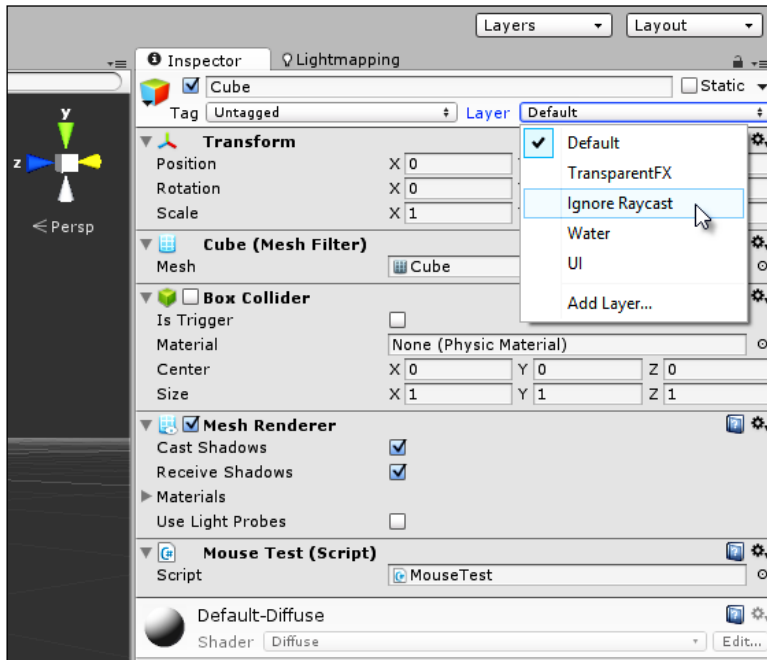 Layers Layout
Inspector Lightmapping
Cube Static
y
Tag Untagged Layer Default
Transform
Default
z
Position X 0
TransparentFX
Rotation X 0
Ignore Raycast
Scale X 1
Persp
Water
Cube (Mesh Filter)
UI
Mesh Cube
Box Collider
Add Layer...
Is Trigger
Material None (Physic Material)
Center X 0 Y 0 Z 0
Size X 1 Y 1 Z 1
Mesh Renderer
Cast Shadows
Receive Shadows
Materials
Use Light Probes
Mouse Test (Script)
Script MouseTest
Default-Diffuse
Shader Diffuse Edit...